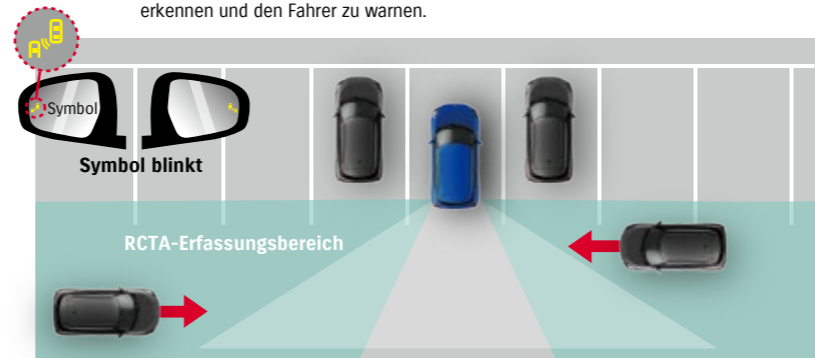 erkennen und den Fahrer zu warnen.
Symbol
Symbol blinkt
RCTA-Erfassungsbereich